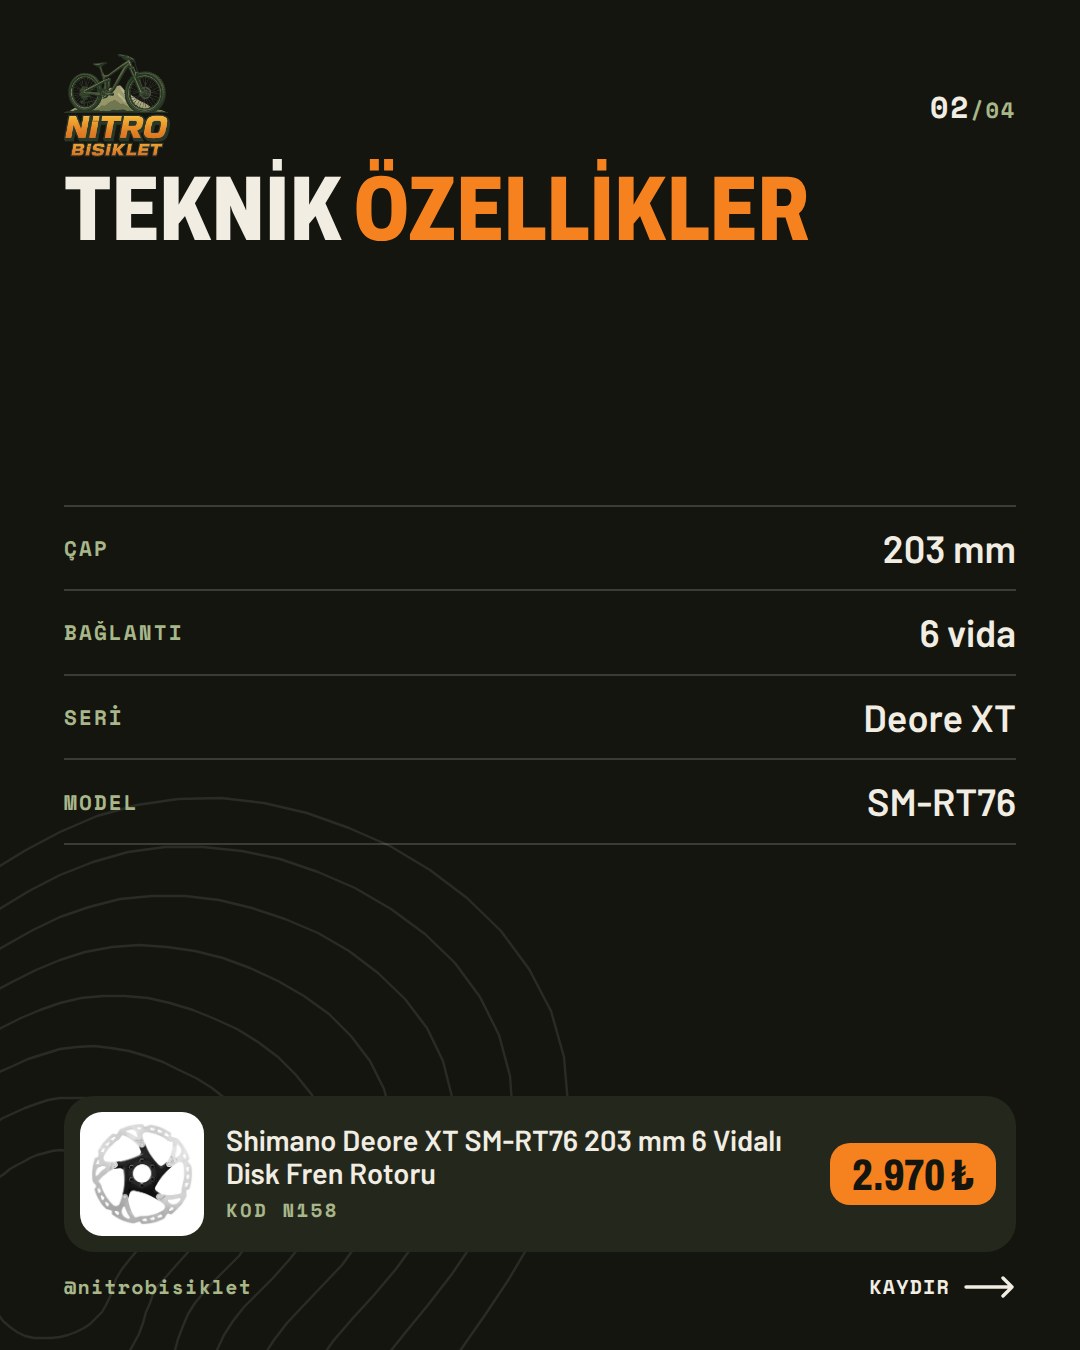 NiTRO
BISIKLET
02/04
TEKNİK ÖZELLİKLER
ÇAP
203 mm
BAĞLANTI
6 vida
SERİ
Deore XT
MODEL
SM-RT76
Shimano Deore XT SM-RT76 203 mm 6 Vidalı
Disk Fren Rotoru
KOD N158
2.970 ₺
@nitrobisiklet
KAYDIR